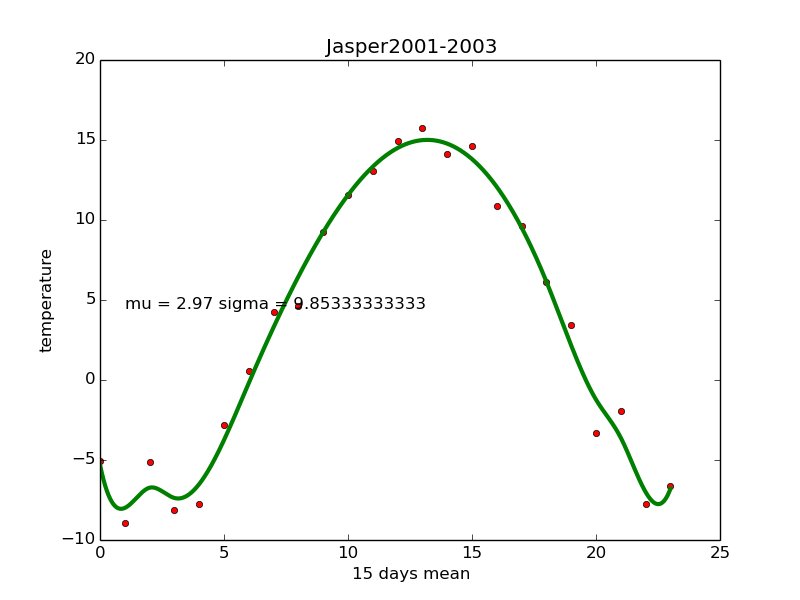 Jasper2001-2003
20
15
10
5
0
−5
−10
temperature
mu = 2.97 sigma = 9.85333333333
0 5 10 15 20 25
15 days mean